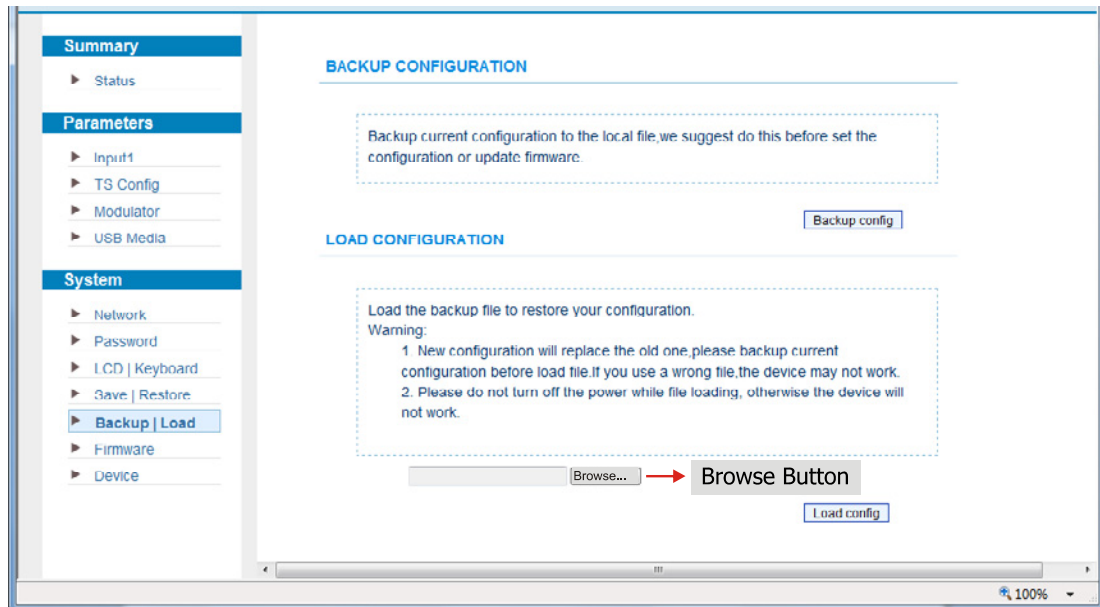 Summary
Status
Parameters
Input1
TS Config
Modulator
USB Media
System
Network
Password
LCD | Keyboard
Save | Restore
Backup | Load
Firmware
Device
BACKUP CONFIGURATION
Backup current configuration to the local file,we suggest do this before set the
configuration or update firmware.
Backup config
LOAD CONFIGURATION
Load the backup file to restore your configuration.
Warning:
1. New configuration will replace the old one,please backup current
configuration before load file.If you use a wrong file,the device may not work.
2. Please do not turn off the power while file loading, otherwise the device will
not work.
Browse...
Browse Button
Load config
100%